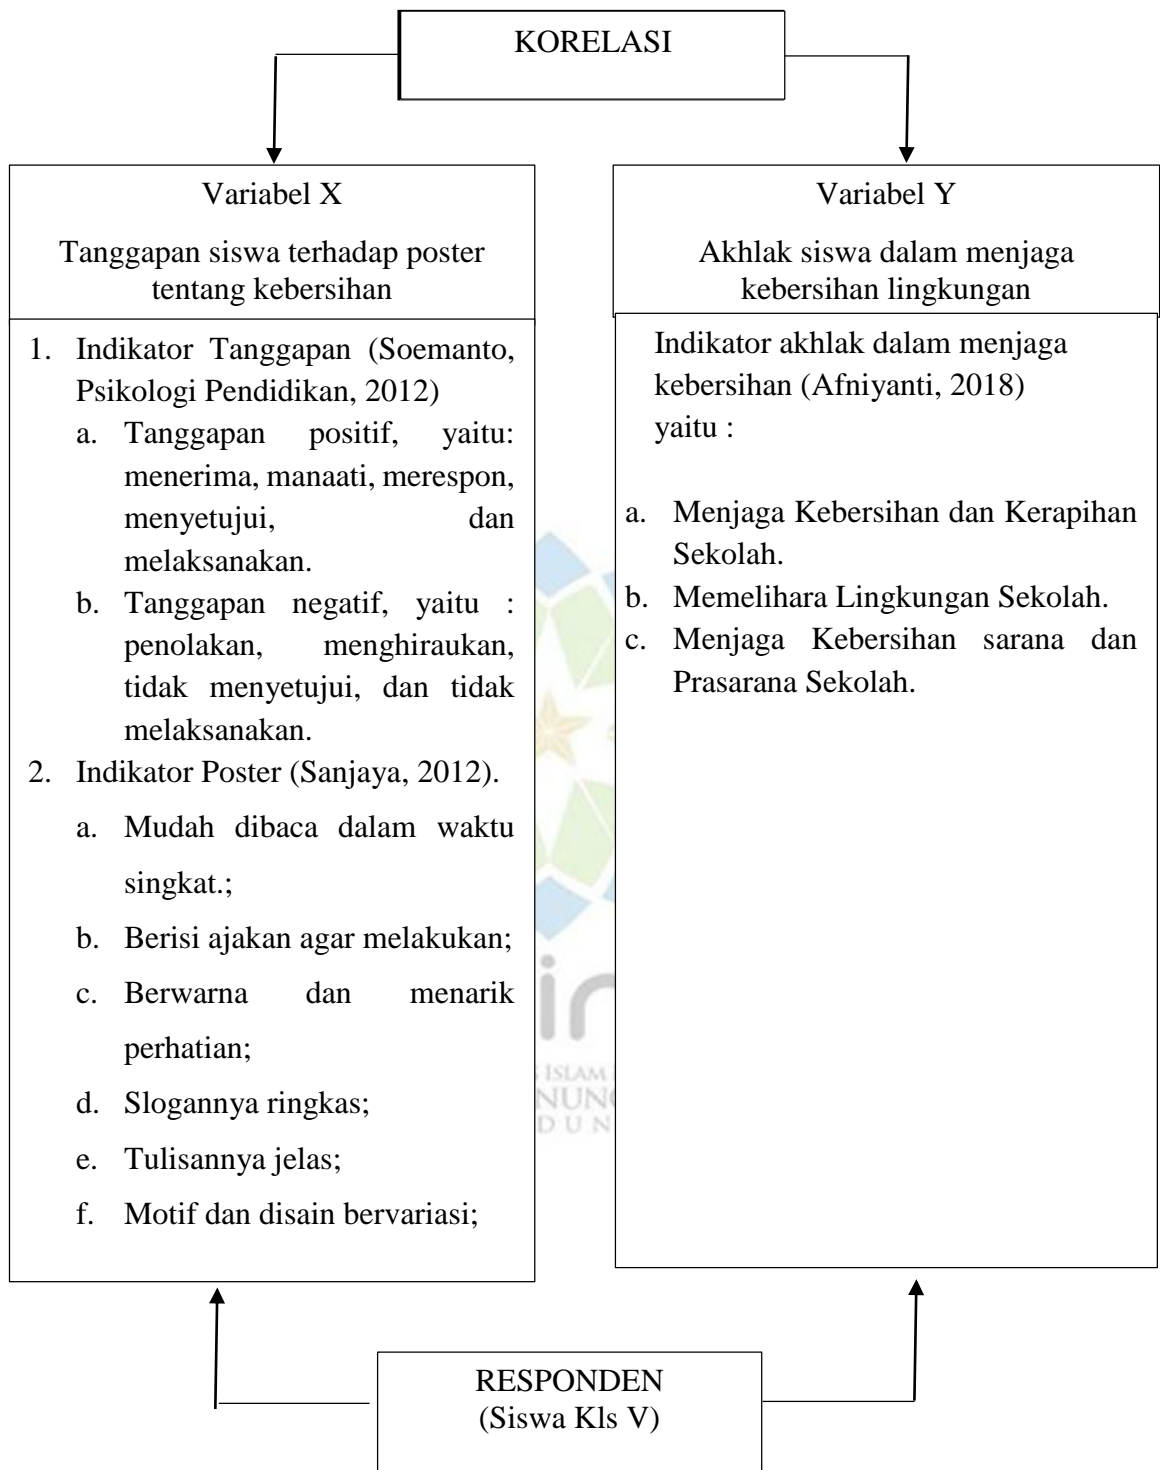 KORELASI
Variabel X
Tanggapan siswa terhadap poster
tentang kebersihan
Variabel Y
Akhlak siswa dalam menjaga
kebersihan lingkungan
1. Indikator Tanggapan (Soemanto,
Psikologi Pendidikan, 2012)
a. Tanggapan positif, yaitu:
menerima, manaati, merespon,
menyetujui, dan
melaksanakan.
b. Tanggapan negatif, yaitu :
penolakan, menghiraukan,
tidak menyetujui, dan tidak
melaksanakan.
2. Indikator Poster (Sanjaya, 2012).
a. Mudah dibaca dalam waktu
singkat.;
b. Berisi ajakan agar melakukan;
c. Berwarna dan menarik
perhatian;
d. Slogannya ringkas;
e. Tulisannya jelas;
f. Motif dan disain bervariasi;
Indikator akhlak dalam menjaga
kebersihan (Afniyanti, 2018)
yaitu :
a. Menjaga Kebersihan dan Kerapihan
Sekolah.
b. Memelihara Lingkungan Sekolah.
c. Menjaga Kebersihan sarana dan
Prasarana Sekolah.
ISLAM
NUN
D U N
RESPONDEN
(Siswa Kls V)